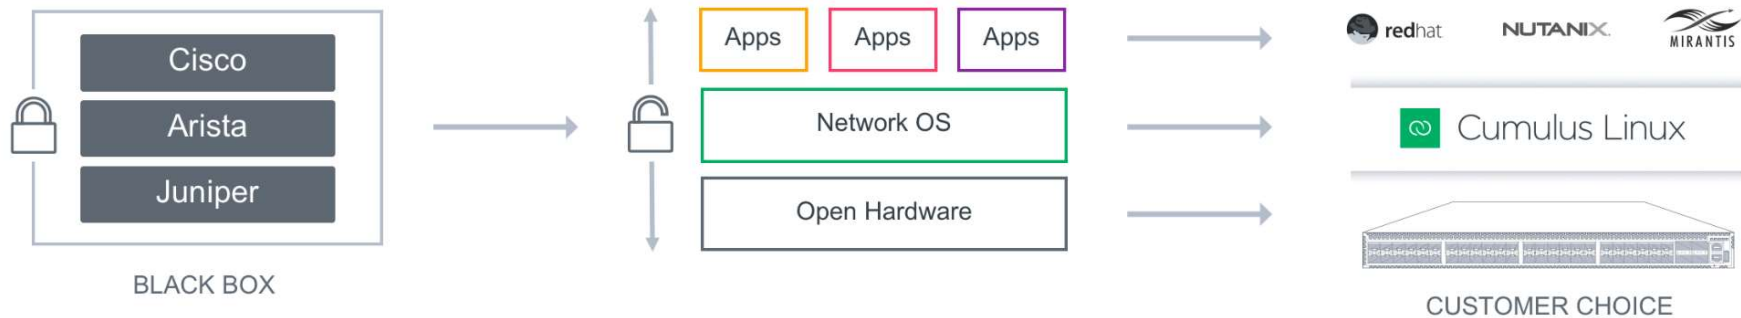 Cisco
Arista
Juniper
BLACK BOX
Apps Apps Apps
Network OS
Open Hardware
redhat NUTANIX. MIRANTIS
Cumulus Linux
CUSTOMER CHOICE